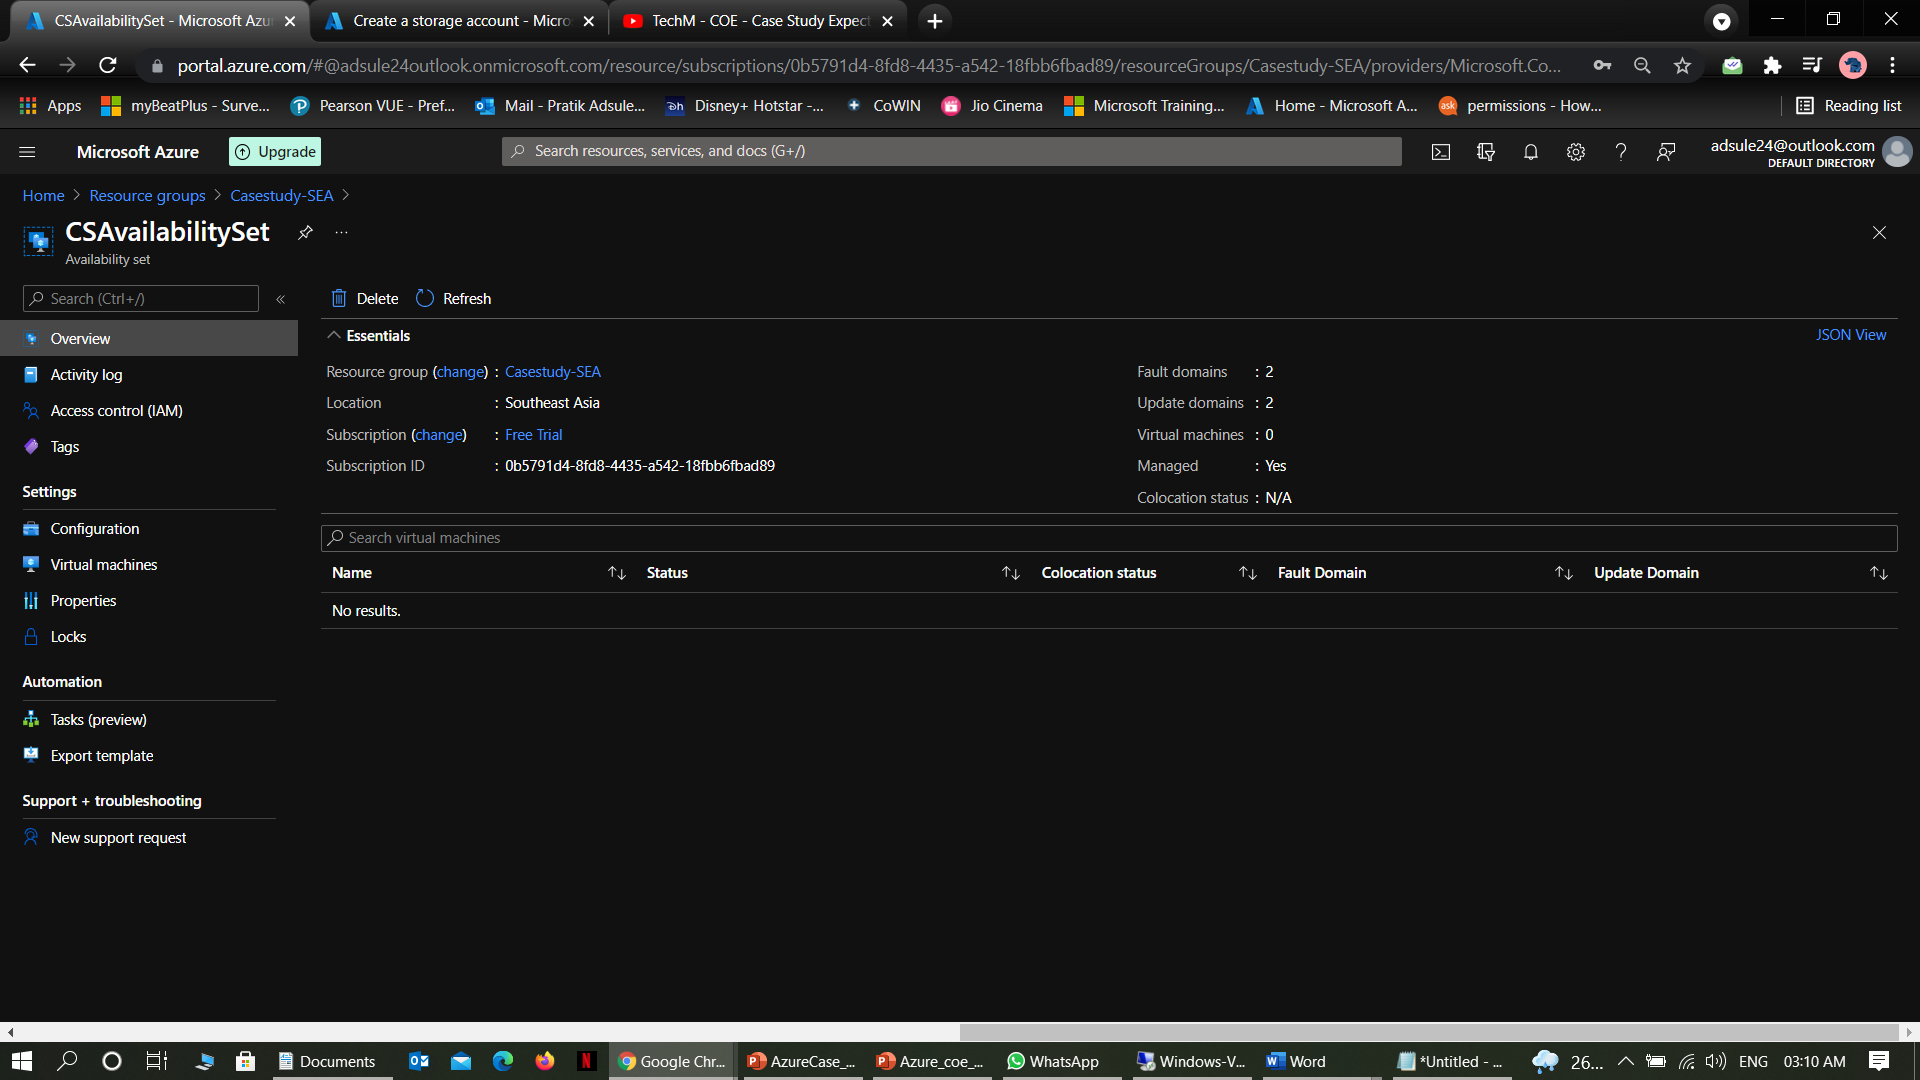 CSAvailabilitySet - Microsoft Azur
Create a storage account - Micro
TechM - COE - Case Study Expect
portal.azure.com/#@adsule24outlook.onmicrosoft.com/resource/subscriptions/0b5791d4-8fd8-4435-a542-18fbb6fbad89/resourceGroups/Casestudy-SEA/providers/Microsoft.Co...
Apps
myBeatPlus - Surve...
Pearson VUE - Pref...
Mail - Pratik Adsule...
Disney+ Hotstar -...
CoWIN
Jio Cinema
Microsoft Training...
Home - Microsoft A...
ask
permissions - How...
Reading list
Microsoft Azure
Upgrade
Search resources, services, and docs (G+/)
adsule24@outlook.com
DEFAULT DIRECTORY
Home > Resource groups > Casestudy-SEA >
CSAvailabilitySet
...
Availability set
Search (Ctrl+/)
«
Delete
Refresh
Overview
Activity log
Access control (IAM)
Tags
Settings
Configuration
Virtual machines
Properties
Locks
Automation
Tasks (preview)
Export template
Support + troubleshooting
New support request
Essentials
JSON View
Resource group (change) : Casestudy-SEA
Location : Southeast Asia
Subscription (change) : Free Trial
Subscription ID : 0b5791d4-8fd8-4435-a542-18fbb6fbad89
Fault domains : 2
Update domains : 2
Virtual machines : 0
Managed : Yes
Colocation status : N/A
Search virtual machines
Name
Status
Colocation status
Fault Domain
Update Domain
No results.
Documents
Google Chr...
AzureCase_...
Azure_coe_...
WhatsApp
Windows-V...
Word
*Untitled - ...
26...
ENG
03:10 AM